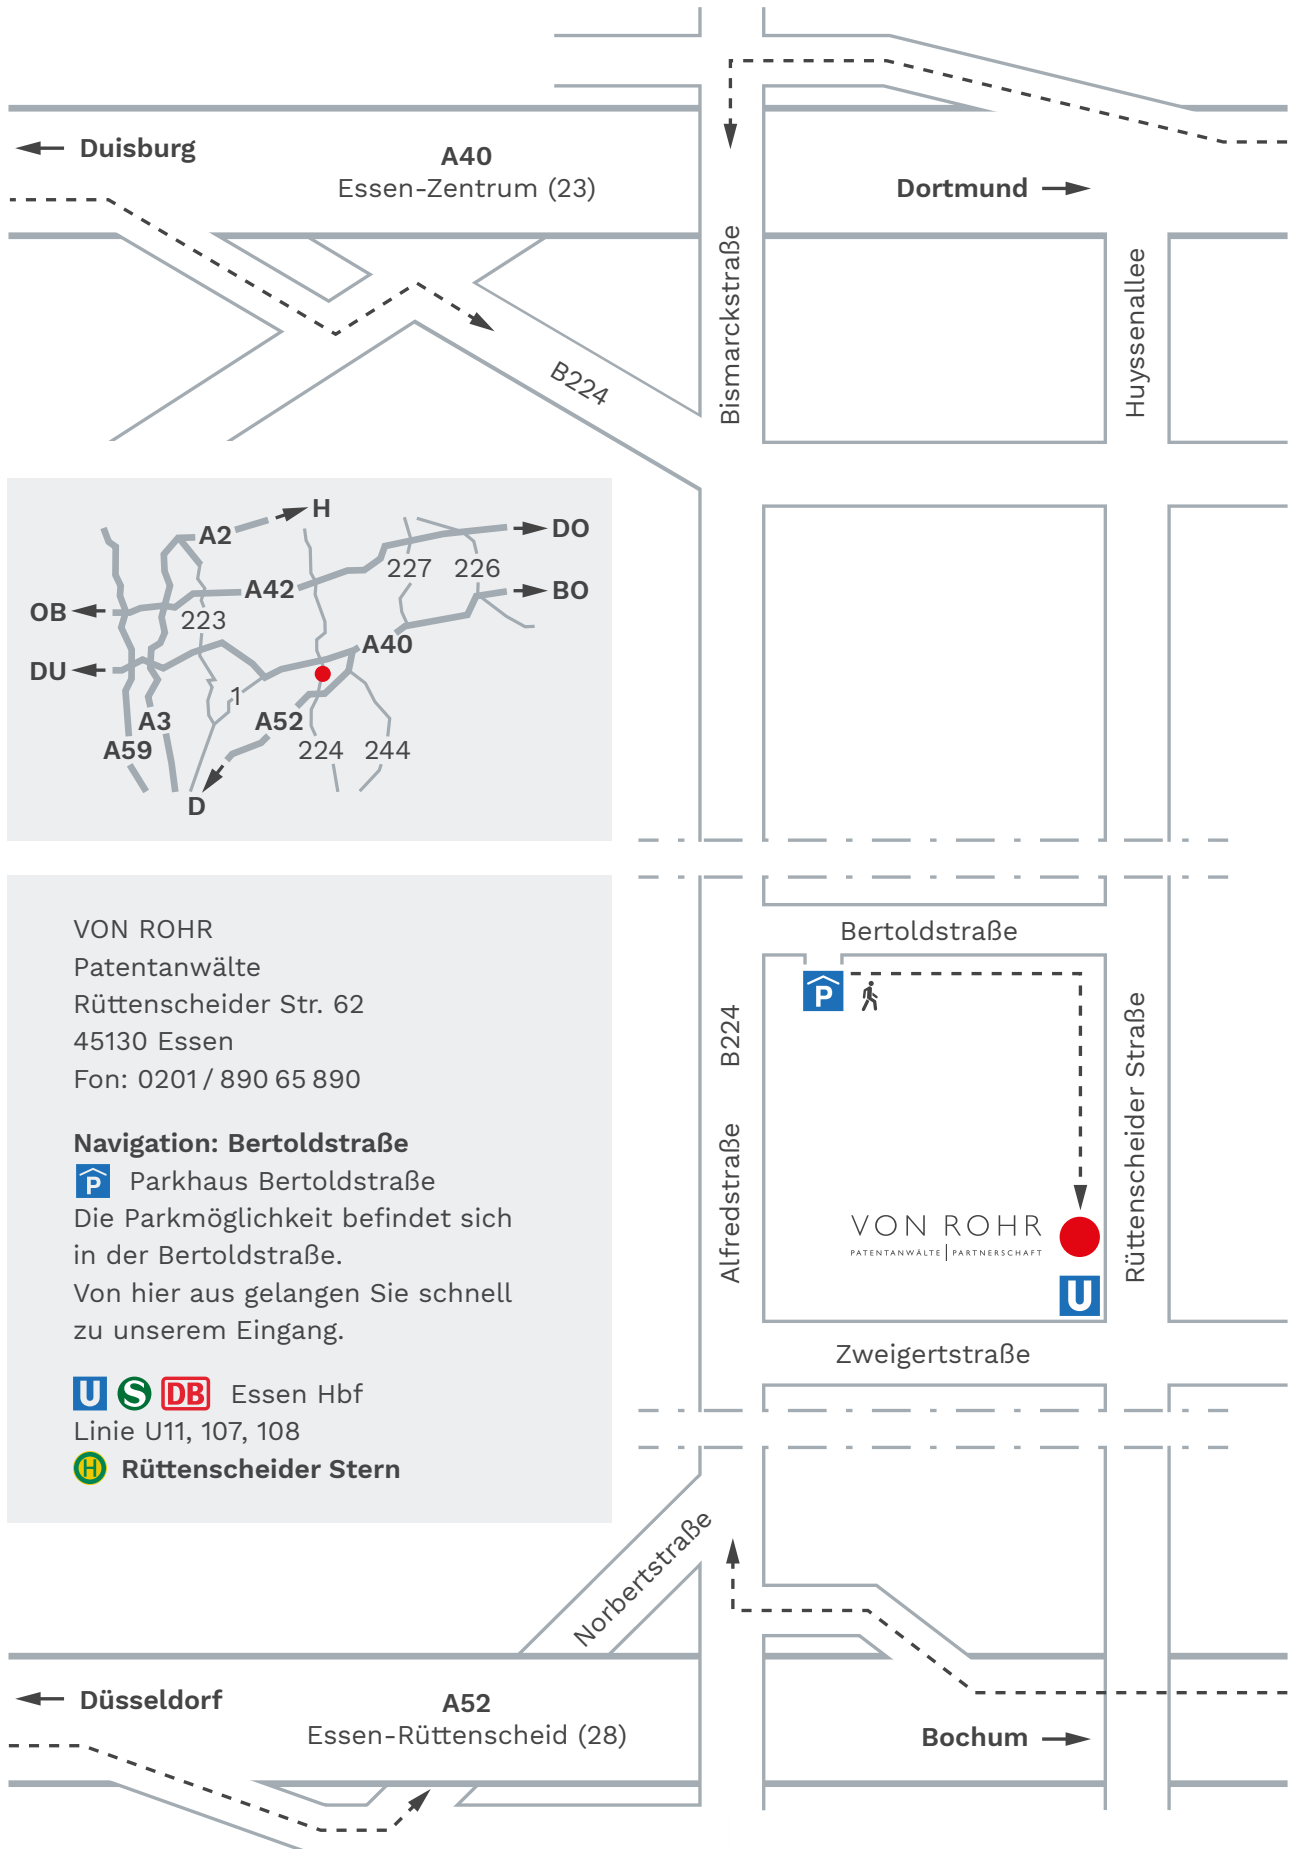 Duisburg
A40
Essen-Zentrum (23)
Dortmund
Bismarckstraße
Huyssenallee
B224
H
A2
DO
227
226
A42
BO
OB
223
A40
DU
1
A3
A52
A59
224
244
D
VON ROHR
Patentanwälte
Rüttenscheider Str. 62
45130 Essen
Fon: 0201 / 890 65 890
Navigation: Bertoldstraße
P Parkhaus Bertoldstraße
Die Parkmöglichkeit befindet sich
in der Bertoldstraße.
Von hier aus gelangen Sie schnell
zu unserem Eingang.
U S DB Essen Hbf
Linie U11, 107, 108
H Rüttenscheider Stern
Bertoldstraße
P
B224
Alfredstraße
Rüttenscheider Straße
VON ROHR
PATENTANWÄLTE | PARTNERSCHAFT
U
Zweigertstraße
Norbertstraße
Düsseldorf
A52
Essen-Rüttenscheid (28)
Bochum